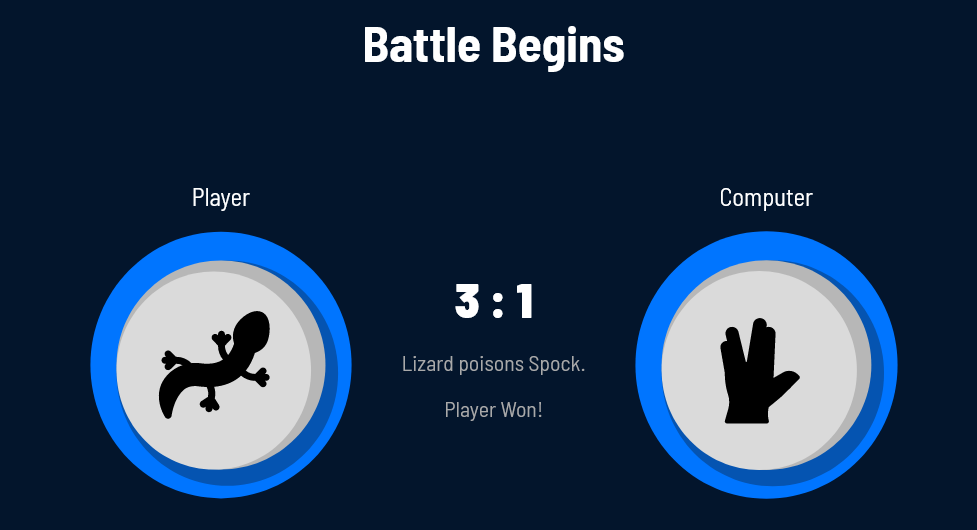 Battle Begins
Player
Computer
3 : 1
Lizard poisons Spock.
Player Won!